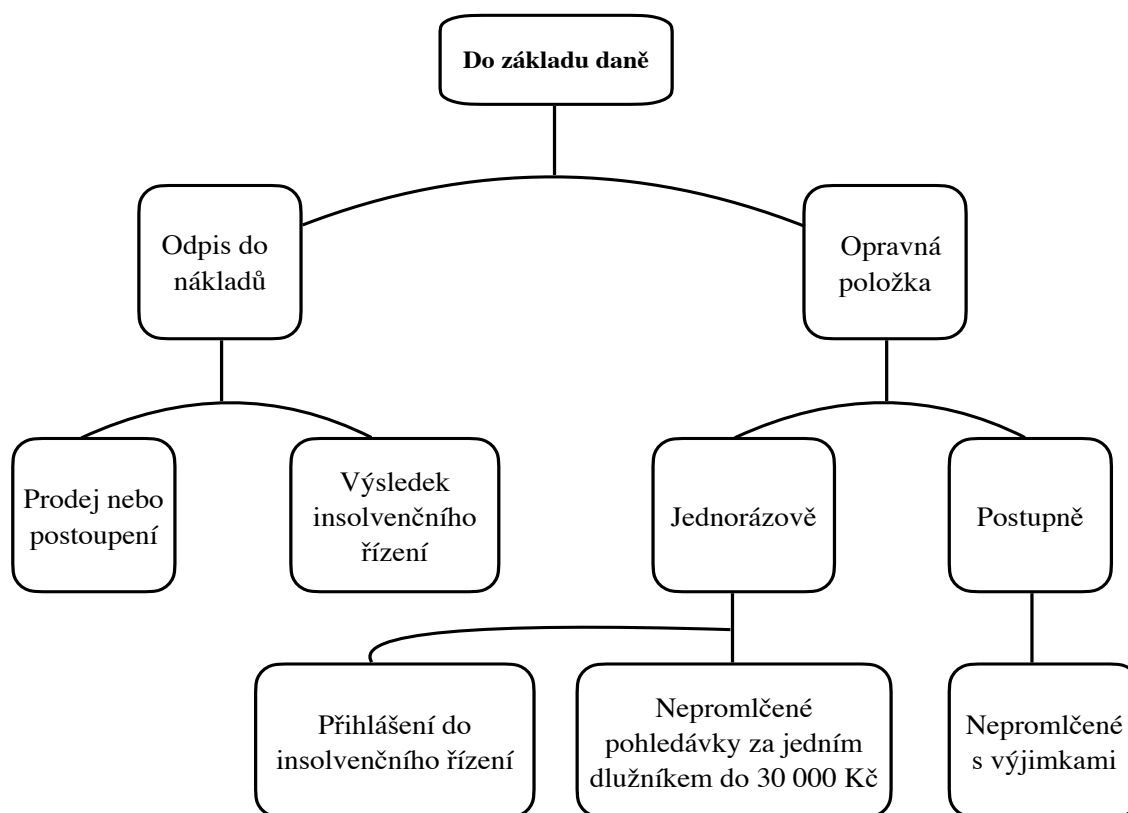 Do základu daně
Odpis do
nákladů
Opravná
položka
Prodej nebo
postoupení
Výsledek
insolvenčního
řízení
Jednorázově
Postupně
Přihlášení do
insolvenčního řízení
Nepromlčené
pohledávky za jedním
dlužníkem do 30 000 Kč
Nepromlčené
s výjimkami